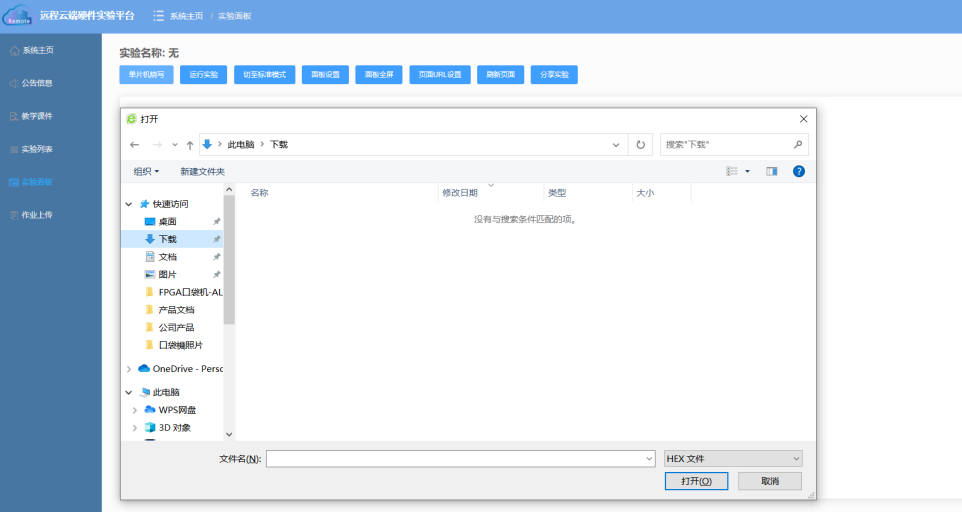 Remote 远程云端硬件实验平台 系统主页 / 实验面板
系统主页
公告信息
教学课件
实验列表
实验面板
作业上传
实验名称: 无
单片机烧写 运行实验 切至标准模式 面板设置 面板全屏 页面URL设置 刷新页面 分享实验
打开
此电脑 下载 搜索"下载"
组织 新建文件夹
名称 修改日期 类型 大小
没有与搜索条件匹配的项。
快速访问
桌面
下载
文档
图片
FPGA口袋机-AL
产品文档
公司产品
口袋機照片
OneDrive - Perso
此电脑
WPS网盘
3D 对象
文件名(N): HEX 文件
打开(O) 取消